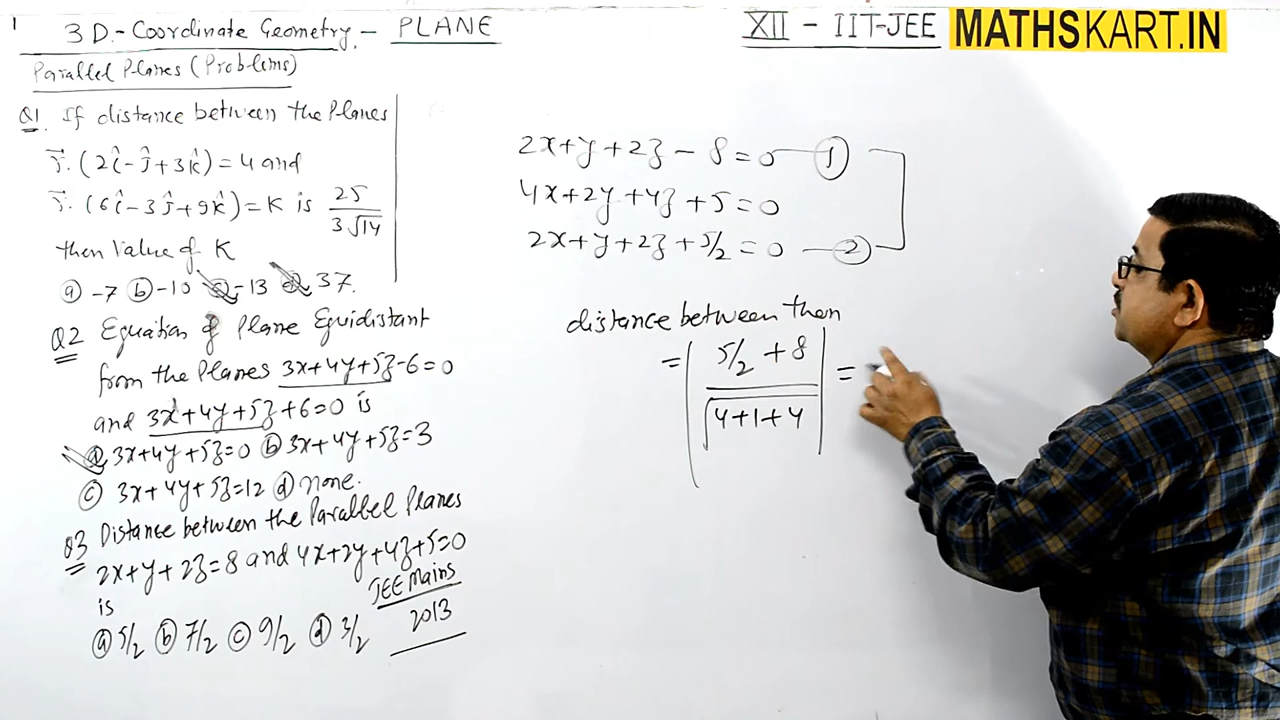 1
3D.-Coordinate Geometry.- PLANE
XII - IIT-JEE MATHSKART.IN
Parallel Planes (Problems)
Q1. If distance between the Planes
r⃗.(2î-ĵ+3k̂)=4 and
r⃗.(6î-3ĵ+9k̂)=K is 25/3√14
then Value of K
(a) -7 (b) -10 (c) -13 (d) 37.
Q2 Equation of Plane Equidistant
from the Planes 3x+4y+5z-6=0
and 3x+4y+5z+6=0 is
(a) 3x+4y+5z=0 (b) 3x+4y+5z=3
(c) 3x+4y+5z=12 (d) none.
Q3 Distance between the Parallel Planes
2x+y+2z=8 and 4x+2y+4z+5=0
is
JEE Mains
2013
(a) 5/2 (b) 7/2 (c) 9/2 (d) 3/2
2x+y+2z-8=0 — (1)
4x+2y+4z+5=0
2x+y+2z+5/2=0 — (2)
distance between then
= | 5/2 + 8 / √4+1+4 | =